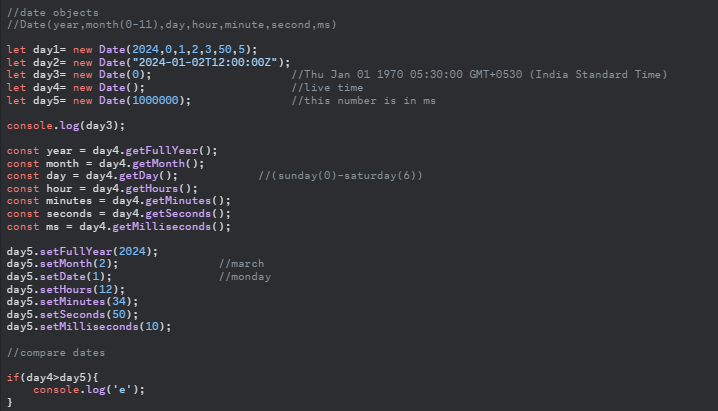 //date objects
//Date(year,month(0-11),day,hour,minute,second,ms)
let day1= new Date(2024,0,1,2,3,50,5);
let day2= new Date("2024-01-02T12:00:00Z");
let day3= new Date(0); //Thu Jan 01 1970 05:30:00 GMT+0530 (India Standard Time)
let day4= new Date(); //live time
let day5= new Date(1000000); //this number is in ms
console.log(day3);
const year = day4.getFullYear();
const month = day4.getMonth();
const day = day4.getDay(); //(sunday(0)-saturday(6))
const hour = day4.getHours();
const minutes = day4.getMinutes();
const seconds = day4.getSeconds();
const ms = day4.getMilliseconds();
day5.setFullYear(2024);
day5.setMonth(2); //march
day5.setDate(1); //monday
day5.setHours(12);
day5.setMinutes(34);
day5.setSeconds(50);
day5.setMilliseconds(10);
//compare dates
if(day4>day5){
    console.log('e');
}